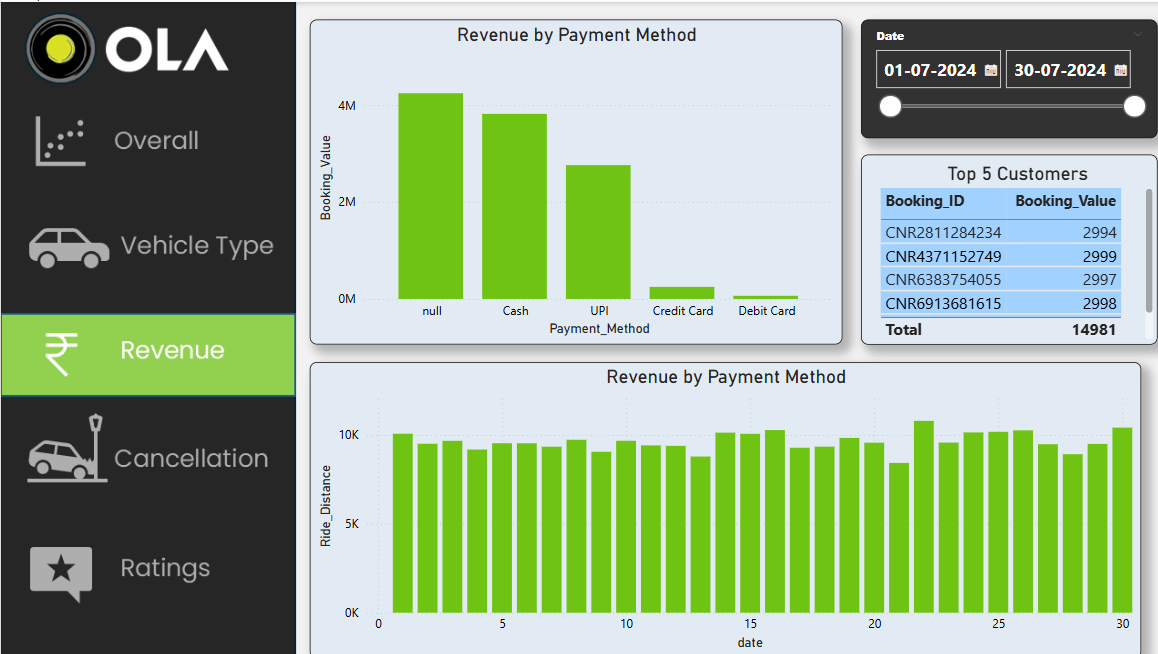 OLA
Overall
Vehicle Type
Revenue
Cancellation
Ratings
Revenue by Payment Method
4M
2M
0M
Booking_Value
null Cash UPI Credit Card Debit Card
Payment_Method
Date
01-07-2024 30-07-2024
Top 5 Customers
Booking_ID Booking_Value
CNR2811284234 2994
CNR4371152749 2999
CNR6383754055 2997
CNR6913681615 2998
Total 14981
Revenue by Payment Method
10K
5K
0K
Ride_Distance
0 5 10 15 20 25 30
date